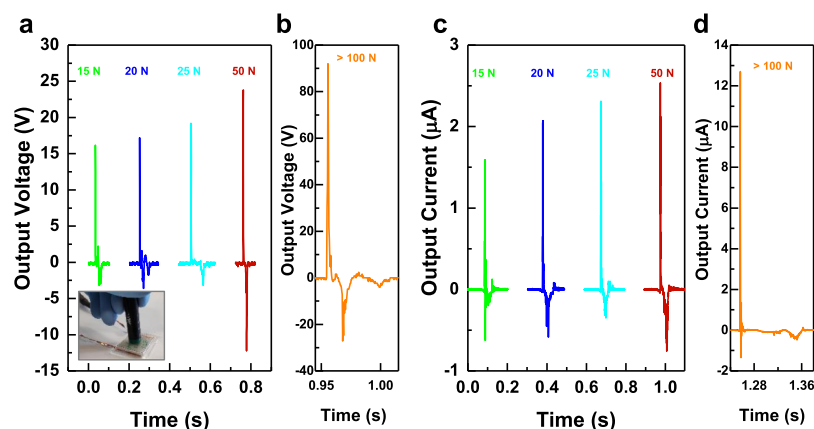 a
30
25
20
15
10
5
0
-5
-10
-15
Output Voltage (V)
15 N 20 N 25 N 50 N
0.0 0.2 0.4 0.6 0.8
Time (s)
b
100
80
60
40
20
0
-20
-40
Output Voltage (V)
> 100 N
0.95 1.00
Time (s)
c
3
2
1
0
-1
Output Current (μA)
15 N 20 N 25 N 50 N
0.0 0.2 0.4 0.6 0.8 1.0
Time (s)
d
14
12
10
8
6
4
2
0
-2
Output Current (μA)
> 100 N
1.28 1.36
Time (s)